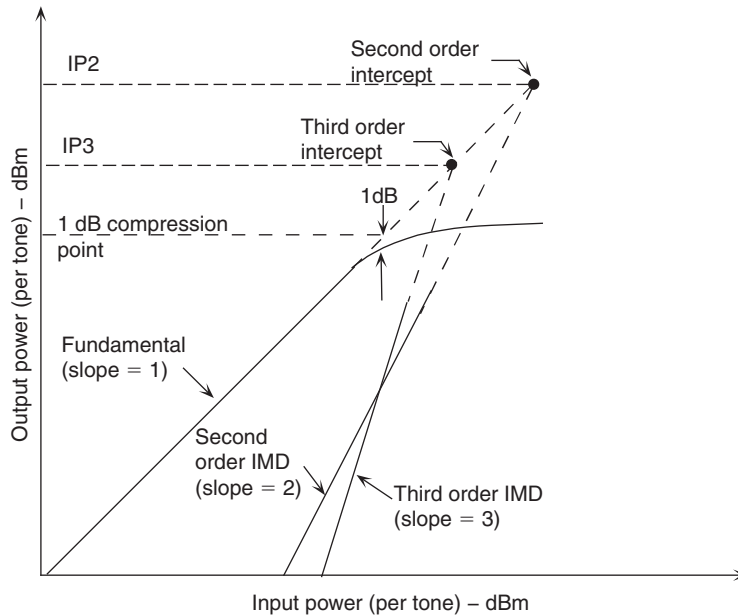 Second order
intercept
IP2
Third order
intercept
IP3
1dB
1 dB compression
point
Output power (per tone) – dBm
Fundamental
(slope = 1)
Second
order IMD
(slope = 2)
Third order IMD
(slope = 3)
Input power (per tone) – dBm